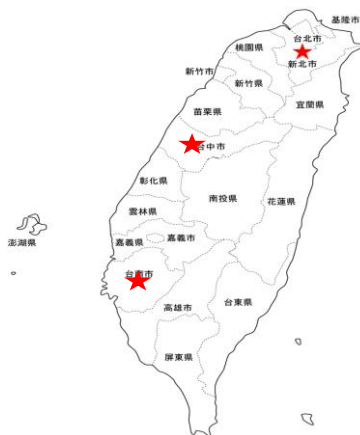 基隆市
台北市
桃園県
新北市
新竹市
新竹県
宜蘭県
苗栗県
台中市
彰化県
南投県
花蓮県
雲林県
嘉義県
嘉義市
澎湖県
台南市
台東県
高雄市
屏東県